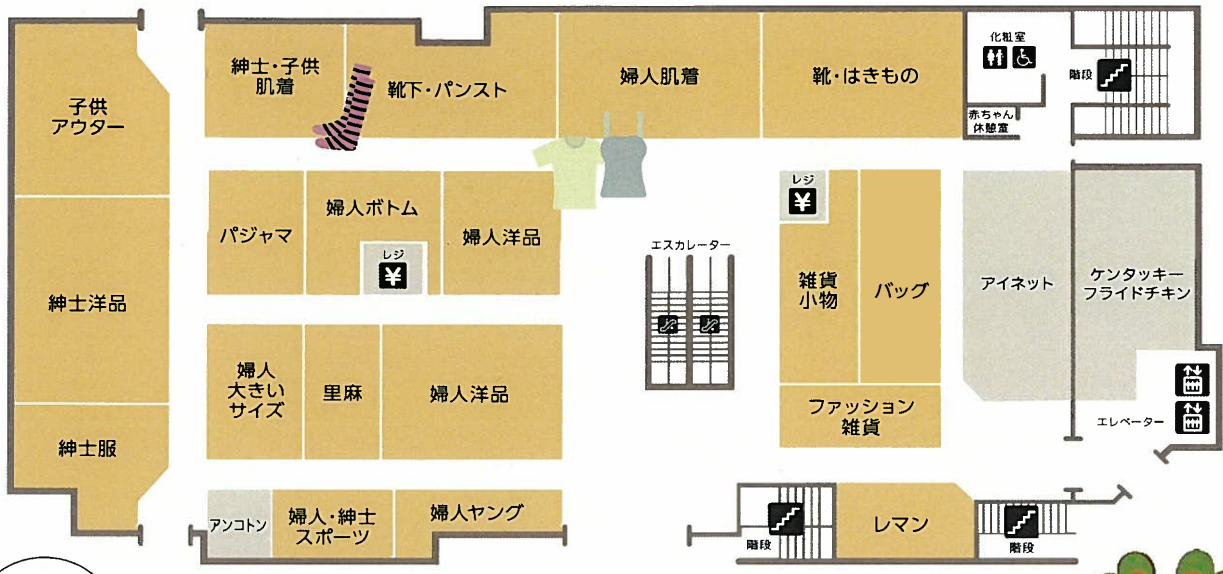 子供
アウター
紳士・子供
肌着
靴下・パンスト
婦人肌着
靴・はきもの
化粧室
階段
赤ちゃん
休憩室
紳士洋品
パジャマ
婦人ボトム
レジ
¥
婦人洋品
エスカレーター
レジ
¥
雑貨
小物
バッグ
アイネット
ケンタッキー
フライドチキン
婦人
大きい
サイズ
里麻
婦人洋品
ファッション
雑貨
エレベーター
紳士服
アンコトン
婦人・紳士
スポーツ
婦人ヤング
階段
レマン
階段